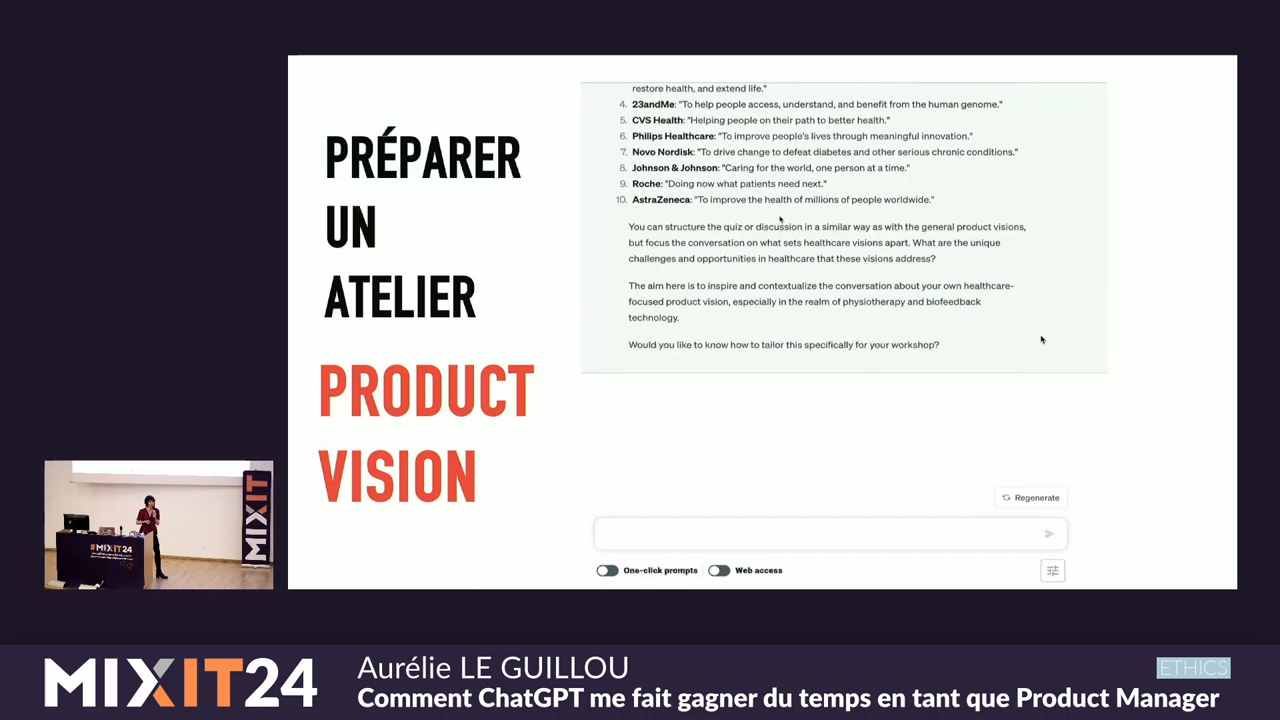 PRÉPARER
UN
ATELIER
PRODUCT
VISION
restore health, and extend life."
4. 23andMe: "To help people access, understand, and benefit from the human genome."
5. CVS Health: "Helping people on their path to better health."
6. Philips Healthcare: "To improve people's lives through meaningful innovation."
7. Novo Nordisk: "To drive change to defeat diabetes and other serious chronic conditions."
8. Johnson & Johnson: "Caring for the world, one person at a time."
9. Roche: "Doing now what patients need next."
10. AstraZeneca: "To improve the health of millions of people worldwide."
You can structure the quiz or discussion in a similar way as with the general product visions,
but focus the conversation on what sets healthcare visions apart. What are the unique
challenges and opportunities in healthcare that these visions address?
The aim here is to inspire and contextualize the conversation about your own healthcare-
focused product vision, especially in the realm of physiotherapy and biofeedback
technology.
Would you like to know how to tailor this specifically for your workshop?
Regenerate
One-click prompts
Web access
MIXIT
#MIXIT24
MIXIT24
Aurélie LE GUILLOU
ETHICS
Comment ChatGPT me fait gagner du temps en tant que Product Manager